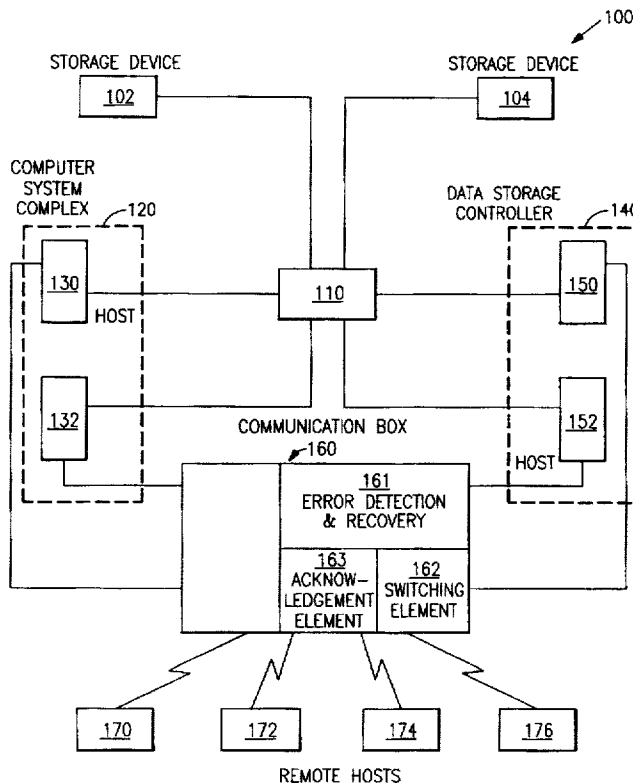 100
STORAGE DEVICE
STORAGE DEVICE
102
104
COMPUTER
SYSTEM
COMPLEX
120
DATA STORAGE
CONTROLLER
140
130
HOST
110
150
132
152
HOST
COMMUNICATION BOX
160
161
ERROR DETECTION
& RECOVERY
163
ACKNOW-
LEDGEMENT
ELEMENT
162
SWITCHING
ELEMENT
170
172
174
176
REMOTE HOSTS